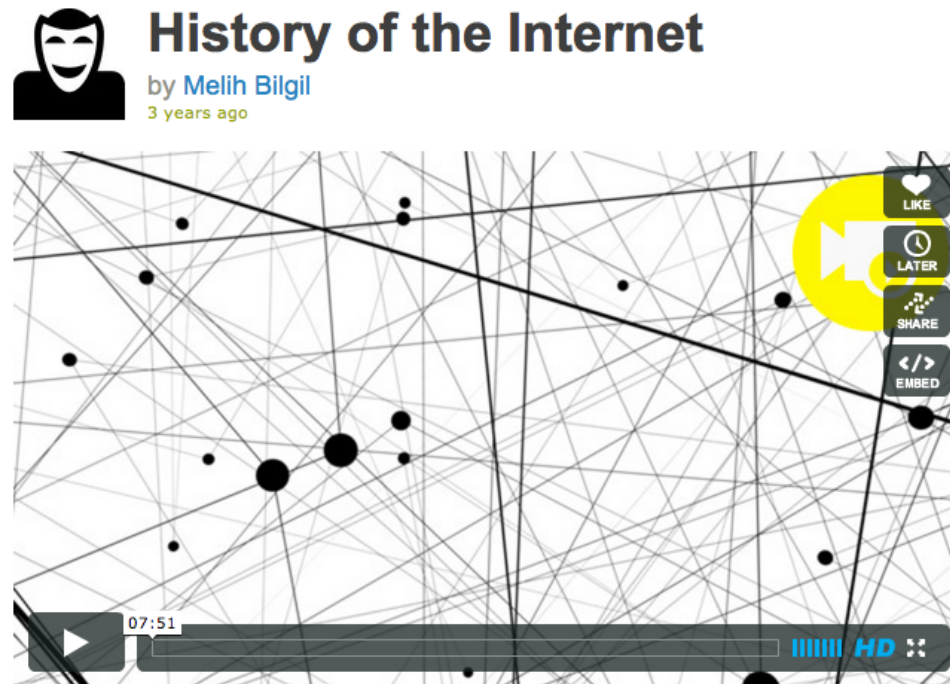 History of the Internet
by Melih Bilgil
3 years ago
LIKE
LATER
SHARE
</>
EMBED
07:51
HD